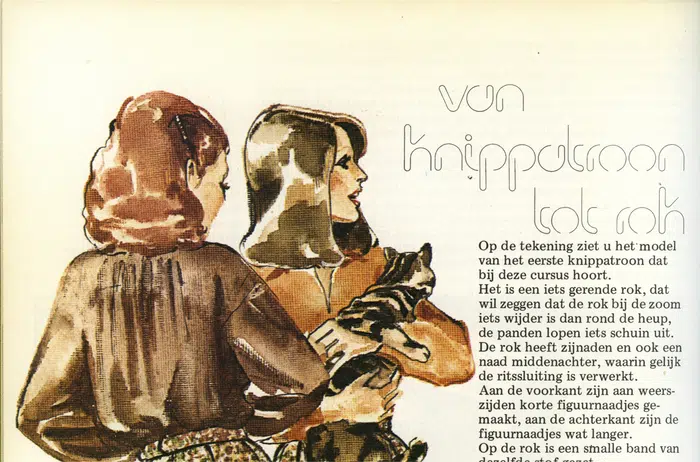 van
knippatroon
tot rok
Op de tekening ziet u het model
van het eerste knippatroon dat
bij deze cursus hoort.
Het is een iets gerende rok, dat
wil zeggen dat de rok bij de zoom
iets wijder is dan rond de heup,
de panden lopen iets schuin uit.
De rok heeft zijnaden en ook een
naad middenachter, waarin gelijk
de ritssluiting is verwerkt.
Aan de voorkant zijn aan weers-
zijden korte figuurnaadjes ge-
maakt, aan de achterkant zijn de
figuurnaadjes wat langer.
Op de rok is een smalle band van
dezelfde stof gezet